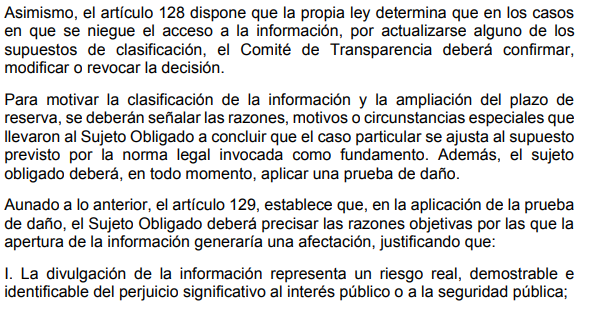 Asimismo, el artículo 128 dispone que la propia ley determina que en los casos
en que se niegue el acceso a la información, por actualizarse alguno de los
supuestos de clasificación, el Comité de Transparencia deberá confirmar,
modificar o revocar la decisión.
Para motivar la clasificación de la información y la ampliación del plazo de
reserva, se deberán señalar las razones, motivos o circunstancias especiales que
llevaron al Sujeto Obligado a concluir que el caso particular se ajusta al supuesto
previsto por la norma legal invocada como fundamento. Además, el sujeto
obligado deberá, en todo momento, aplicar una prueba de daño.
Aunado a lo anterior, el artículo 129, establece que, en la aplicación de la prueba
de daño, el Sujeto Obligado deberá precisar las razones objetivas por las que la
apertura de la información generaría una afectación, justificando que:
I. La divulgación de la información representa un riesgo real, demostrable e
identificable del perjuicio significativo al interés público o a la seguridad pública;